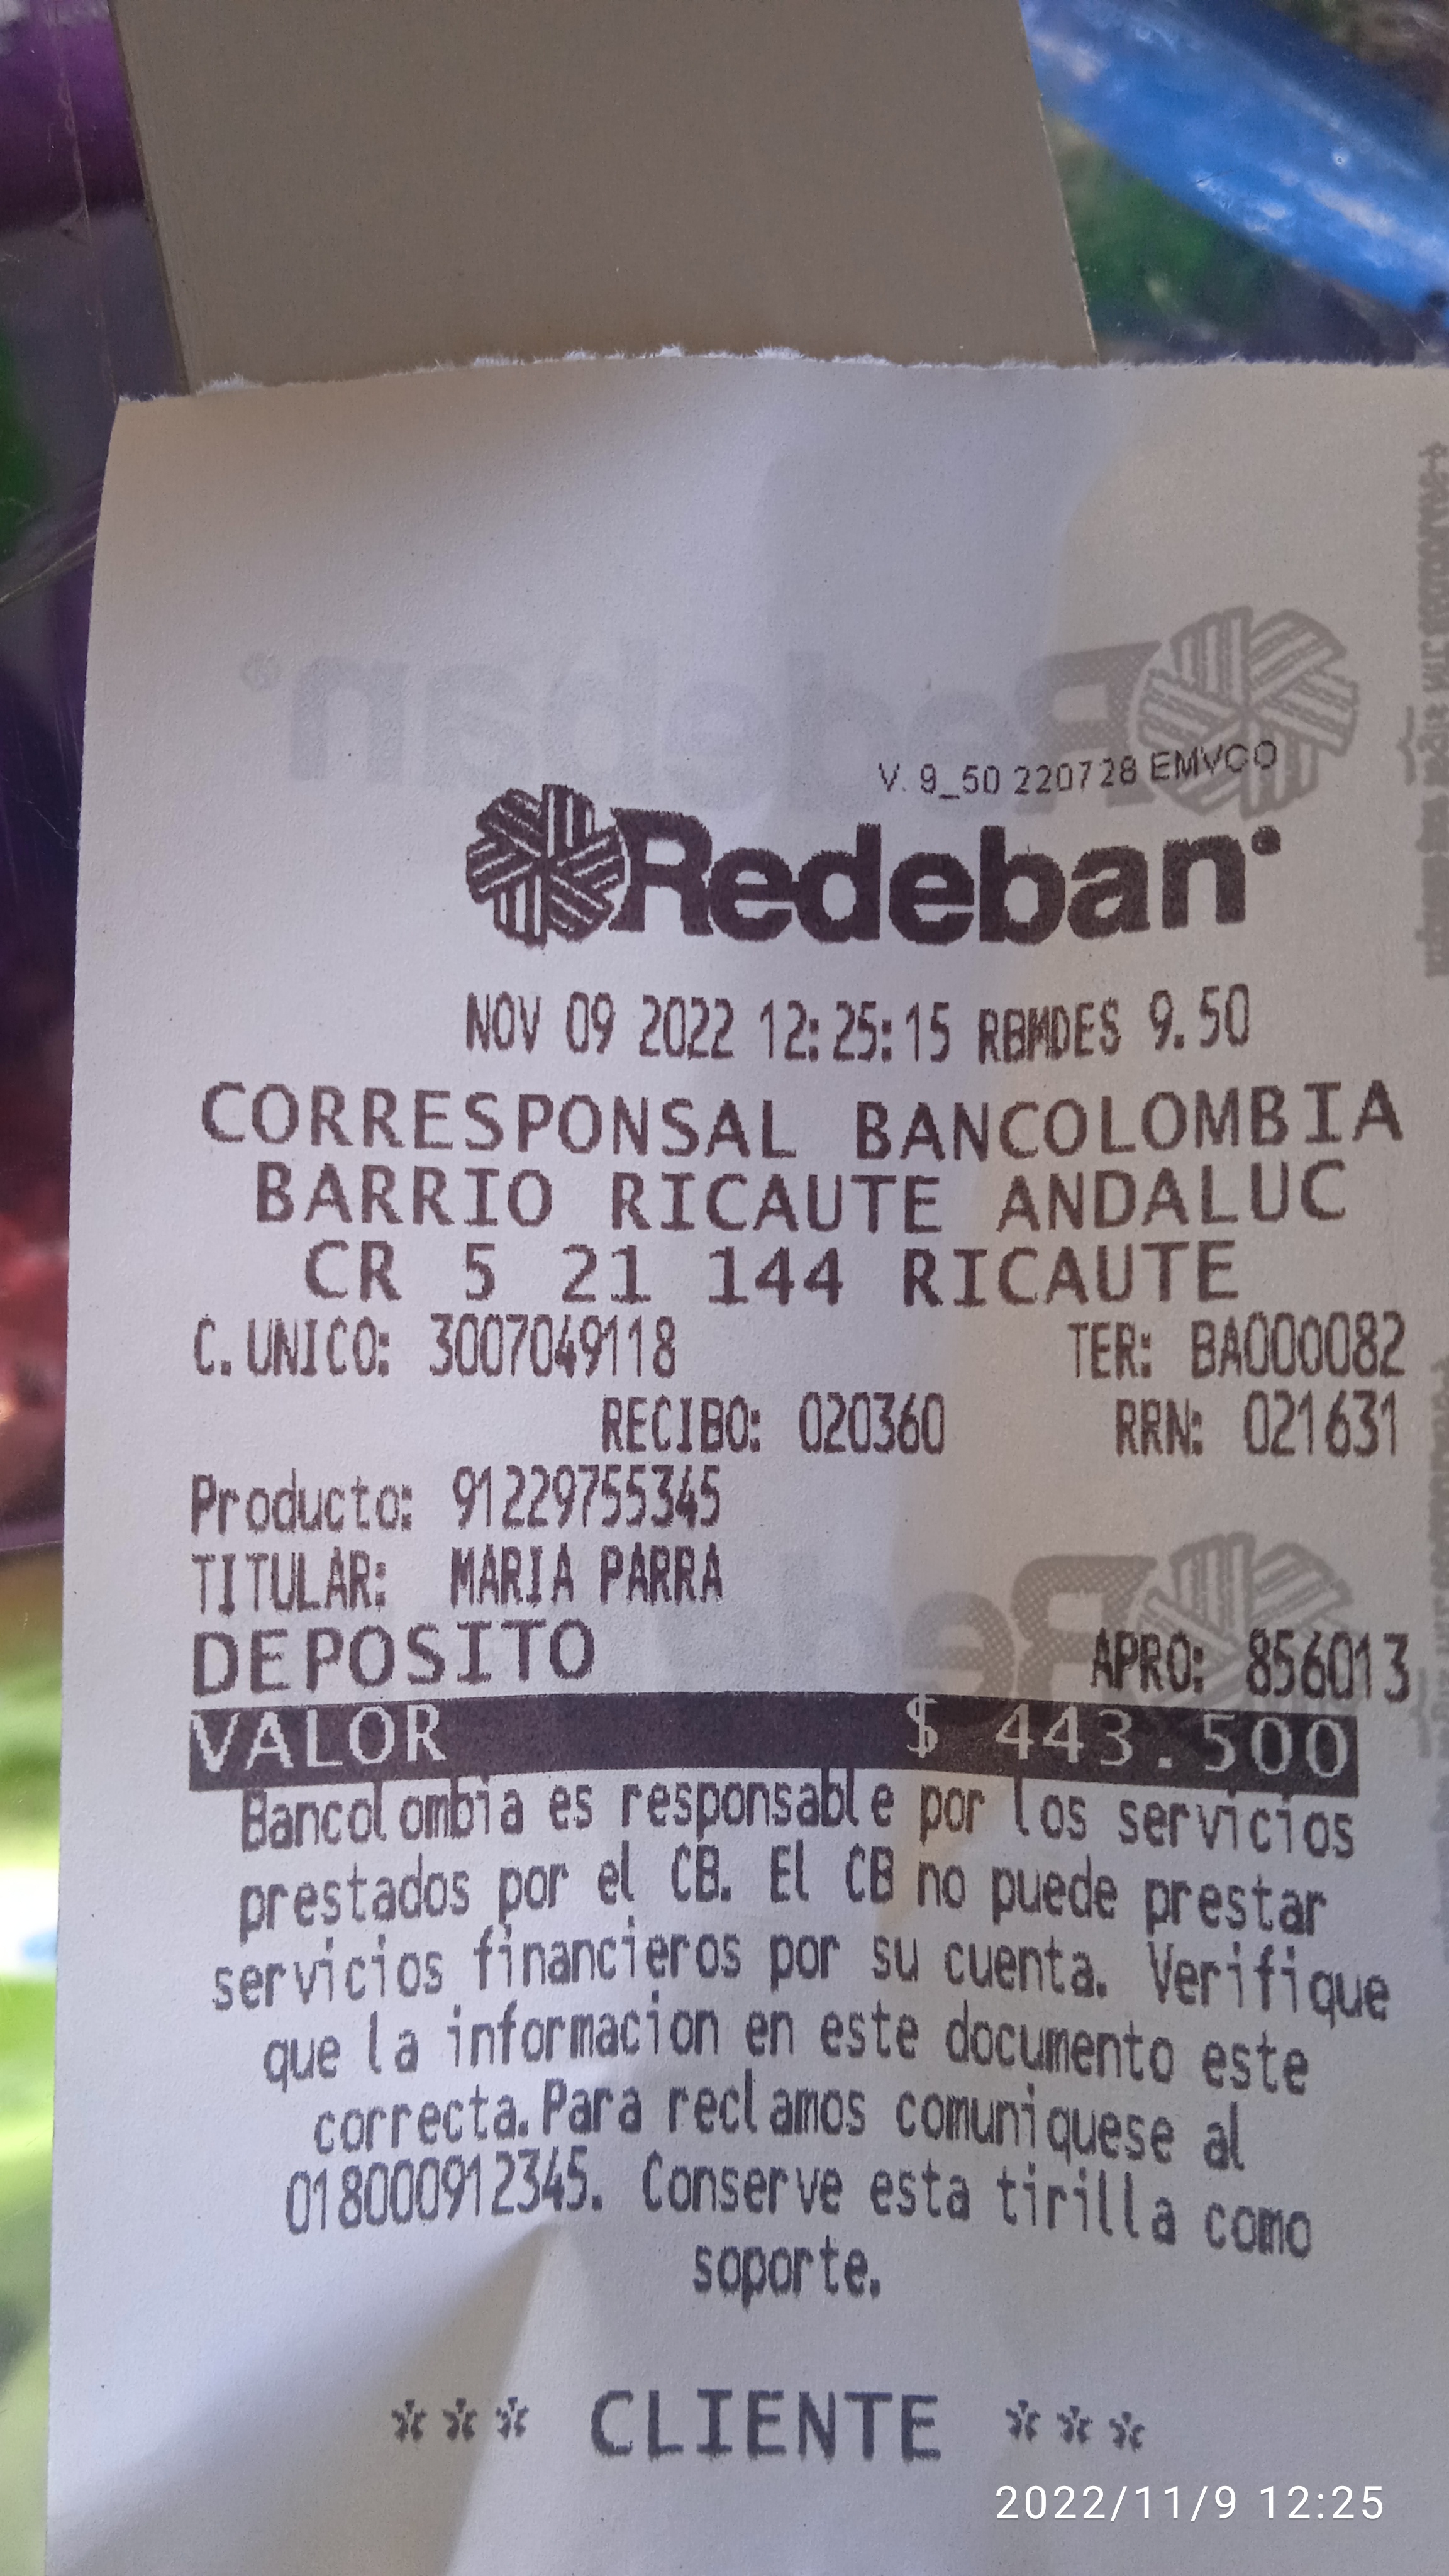 V. 9_50 220728 EMVCO
Redeban
NOV 09 2022 12:25:15 RBMDES 9.50
CORRESPONSAL BANCOLOMBIA
BARRIO RICAUTE ANDALUC
CR 5 21 144 RICAUTE
C.UNICO: 3007049118 TER: BA000082
RECIBO: 020360 RRN: 021631
Producto: 91229755345
TITULAR: MARIA PARRA
DEPOSITO APRO: 856013
VALOR $ 443.500
Bancolombia es responsable por los servicios
prestados por el CB. El CB no puede prestar
servicios financieros por su cuenta. Verifique
que la informacion en este documento este
correcta.Para reclamos comuniquese al
018000912345. Conserve esta tirilla como
soporte.
*** CLIENTE ***
2022/11/9 12:25